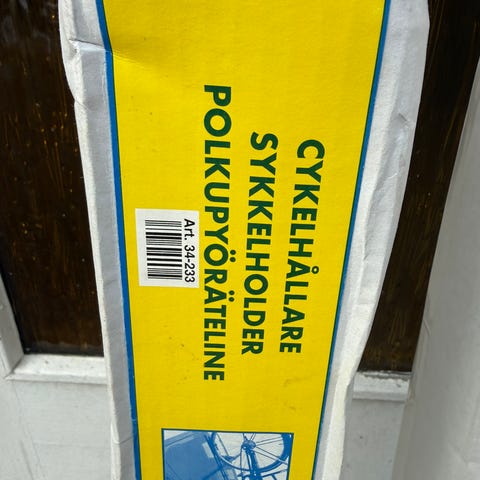 CYKELHÅLLARE
SYKKELHOLDER
POLKUPYÖRÄTELINE
Art. 34-233